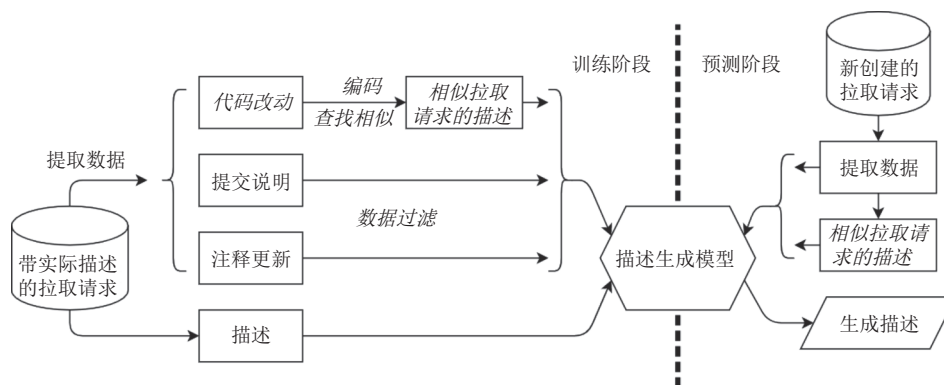 训练阶段
预测阶段
新创建的
拉取请求
代码改动
编码
查找相似
相似拉取
请求的描述
提取数据
提交说明
提取数据
数据过滤
带实际描述
的拉取请求
注释更新
描述生成模型
相似拉取请
求的描述
描述
生成描述